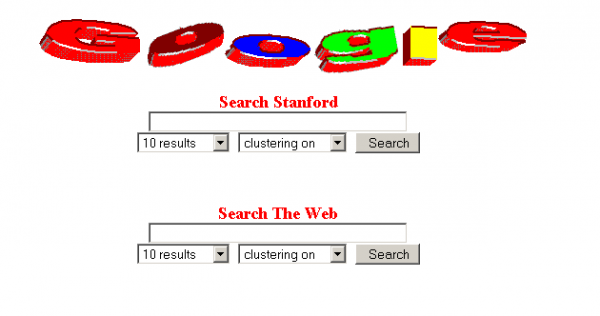 Google
Search Stanford
10 results clustering on Search
Search The Web
10 results clustering on Search